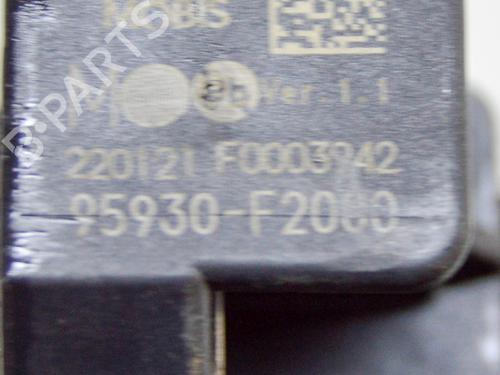 MOBIS
Ver.1.1
220121 F0003942
95930-F2000
B-PARTS